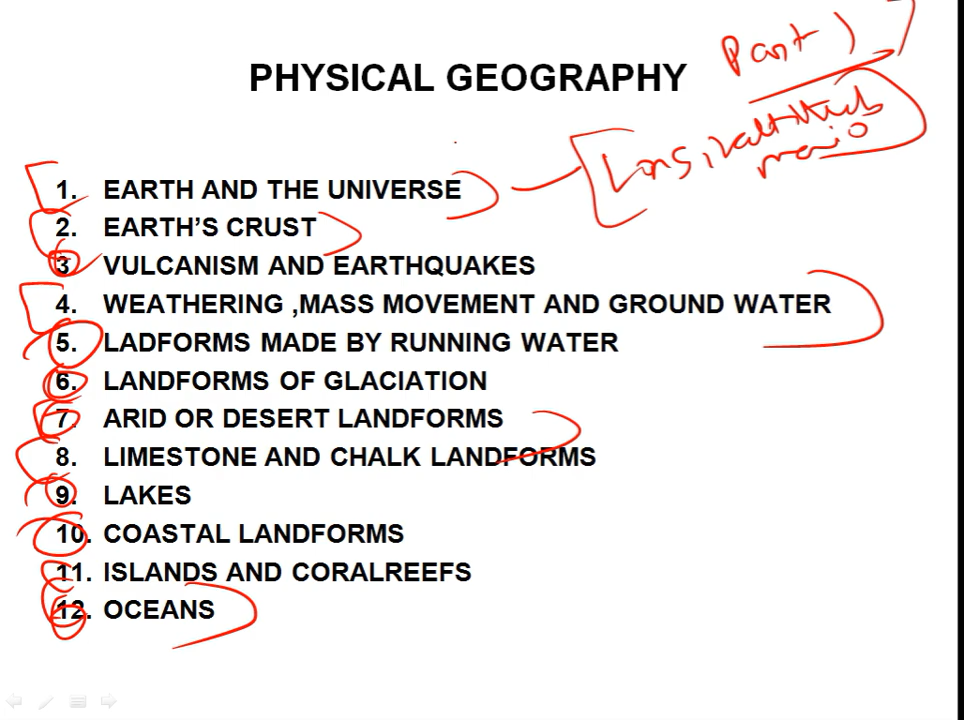 PHYSICAL GEOGRAPHY
Part 1
1. EARTH AND THE UNIVERSE
2. EARTH'S CRUST
3. VULCANISM AND EARTHQUAKES
4. WEATHERING ,MASS MOVEMENT AND GROUND WATER
5. LADFORMS MADE BY RUNNING WATER
6. LANDFORMS OF GLACIATION
7. ARID OR DESERT LANDFORMS
8. LIMESTONE AND CHALK LANDFORMS
9. LAKES
10. COASTAL LANDFORMS
11. ISLANDS AND CORALREEFS
12. OCEANS